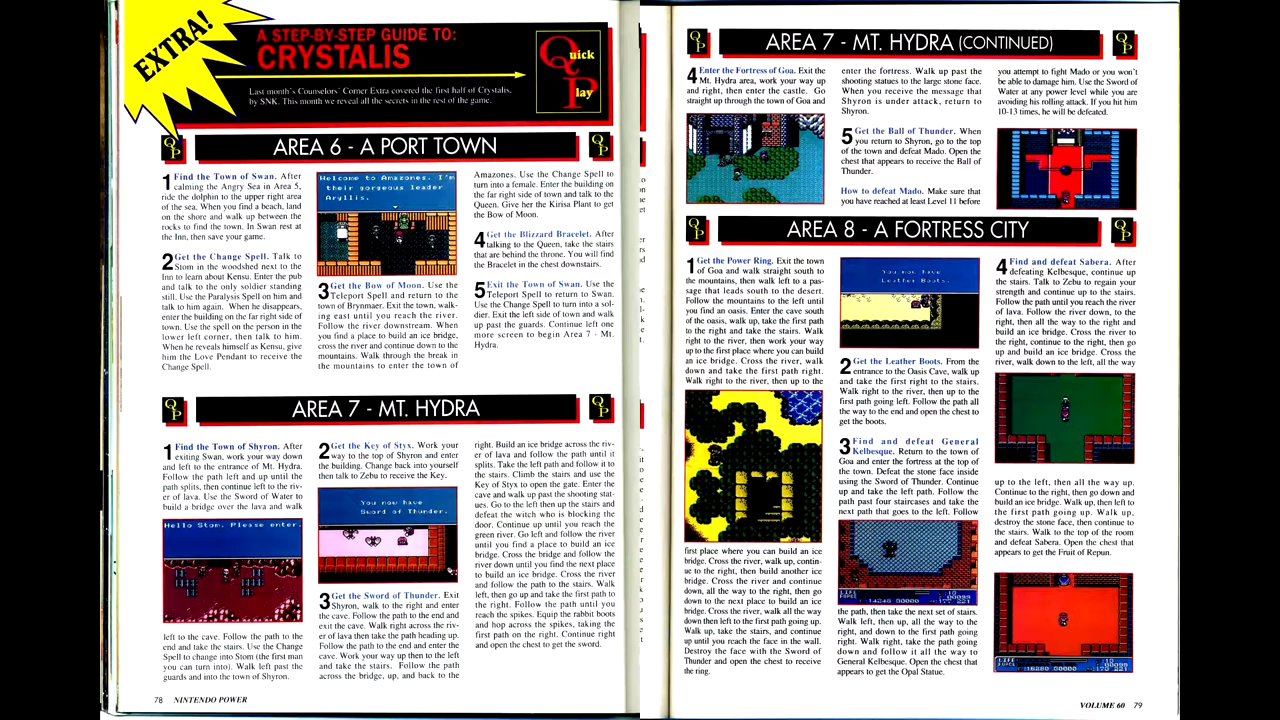 EXTRA!
A STEP-BY-STEP GUIDE TO:
CRYSTALIS
Last month's Counselors' Corner Extra covered the first half of Crystalis,
by SNK. This month we reveal all the secrets in the rest of the game.
Quick
Play
QP
AREA 6 - A PORT TOWN
QP
1 Find the Town of Swan. After
calming the Angry Sea in Area 5,
ride the dolphin to the upper right area
of the sea. When you find a beach, land
on the shore and walk up between the
rocks to find the town. In Swan rest at
the Inn, then save your game.
2 Get the Change Spell. Talk to
Stom in the woodshed next to the
Inn to learn about Kensu. Enter the pub
and talk to the only soldier standing
still. Use the Paralysis Spell on him and
talk to him again. When he disappears,
enter the building on the far right side of
town. Use the spell on the person in the
lower left corner, then talk to him.
When he reveals himself as Kensu, give
him the Love Pendant to receive the
Change Spell.
Welcome to Amazones. I'm
their gorgeous leader
Aryllis.
3 Get the Bow of Moon. Use the
Teleport Spell and return to the
town of Brynmaer. Exit the town, walk-
ing east until you reach the river.
Follow the river downstream. When
you find a place to build an ice bridge,
cross the river and continue down to the
mountains. Walk through the break in
the mountains to enter the town of
Amazones. Use the Change Spell to
turn into a female. Enter the building on
the far right side of town and talk to the
Queen. Give her the Kirisa Plant to get
the Bow of Moon.
4 Get the Blizzard Bracelet. After
talking to the Queen, take the stairs
that are behind the throne. You will find
the Bracelet in the chest downstairs.
5 Exit the Town of Swan. Use the
Teleport Spell to return to Swan.
Use the Change Spell to turn into a sol-
dier. Exit the left side of town and walk
up past the guards. Continue left one
more screen to begin Area 7 - Mt.
Hydra.
QP
AREA 7 - MT. HYDRA
QP
1 Find the Town of Shyron. After
exiting Swan, work your way down
and left to the entrance of Mt. Hydra.
Follow the path left and up until the
path splits, then continue left to the riv-
er of lava. Use the Sword of Water to
build a bridge over the lava and walk
Hello Stom. Please enter.
left to the cave. Follow the path to the
end and take the stairs. Use the Change
Spell to change into Stom (the first man
you can turn into). Walk left past the
guards and into the town of Shyron.
2 Get the Key of Styx. Work your
way to the top of Shyron and enter
the building. Change back into yourself
then talk to Zebu to receive the Key.
You now have
Sword of Thunder.
3 Get the Sword of Thunder. Exit
Shyron, walk to the right and enter
the cave. Follow the path to the end and
exit the cave. Walk right across the riv-
er of lava then take the path heading up.
Follow the path to the end and enter the
cave. Work your way up then to the left
and take the stairs. Follow the path
across the bridge, up, and back to the
right. Build an ice bridge across the riv-
er of lava and follow the path until it
splits. Take the left path and follow it to
the stairs. Climb the stairs and use the
Key of Styx to open the gate. Enter the
cave and walk up past the shooting stat-
ues. Go to the left then up the stairs and
defeat the witch who is blocking the
door. Continue up until you reach the
green river. Go left and follow the river
until you find a place to build an ice
bridge. Cross the bridge and follow the
river down until you find the next place
to build an ice bridge. Cross the river
and follow the path to the stairs. Walk
left, then go up and take the first path to
the right. Follow the path until you
reach the spikes. Equip the rabbit boots
and hop across the spikes, taking the
first path on the right. Continue right
and open the chest to get the sword.
78 NINTENDO POWER
QP
AREA 7 - MT. HYDRA (CONTINUED)
QP
4 Enter the Fortress of Goa. Exit the
Mt. Hydra area, work your way up
and right, then enter the castle. Go
straight up through the town of Goa and
enter the fortress. Walk up past the
shooting statues to the large stone face.
When you receive the message that
Shyron is under attack, return to
Shyron.
5 Get the Ball of Thunder. When
you return to Shyron, go to the top
of the town and defeat Mado. Open the
chest that appears to receive the Ball of
Thunder.
How to defeat Mado. Make sure that
you have reached at least Level 11 before
you attempt to fight Mado or you won't
be able to damage him. Use the Sword of
Water at any power level while you are
avoiding his rolling attack. If you hit him
10-13 times, he will be defeated.
QP
AREA 8 - A FORTRESS CITY
QP
1 Get the Power Ring. Exit the town
of Goa and walk straight south to
the mountains, then walk left to a pas-
sage that leads south to the desert.
Follow the mountains to the left until
you find an oasis. Enter the cave south
of the oasis, walk up, take the first path
to the right and take the stairs. Walk
right to the river, then work your way
up to the first place where you can build
an ice bridge. Cross the river, walk
down and take the first path right.
Walk right to the river, then up to the
first place where you can build an ice
bridge. Cross the river, walk up, contin-
ue to the right, then build another ice
bridge. Cross the river and continue
down, all the way to the right, then go
down to the next place to build an ice
bridge. Cross the river, walk all the way
down then left to the first path going up.
Walk up, take the stairs, and continue
up until you reach the face in the wall.
Destroy the face with the Sword of
Thunder and open the chest to receive
the ring.
You now have
Leather Boots.
2 Get the Leather Boots. From the
entrance to the Oasis Cave, walk up
and take the first right to the stairs.
Walk right to the river, then up to the
first path going left. Follow the path all
the way to the end and open the chest to
get the boots.
3 Find and defeat General
Kelbesque. Return to the town of
Goa and enter the fortress at the top of
the town. Defeat the stone face inside
using the Sword of Thunder. Continue
up and take the left path. Follow the
path past four staircases and take the
next path that goes to the left. Follow
the path, then take the next set of stairs.
Walk left, then up, all the way to the
right, and down to the first path going
right. Walk right, take the path going
down and follow it all the way to
General Kelbesque. Open the chest that
appears to get the Opal Statue.
4 Find and defeat Sabera. After
defeating Kelbesque, continue up
the stairs. Talk to Zebu to regain your
strength and continue up to the stairs.
Follow the path until you reach the river
of lava. Follow the river down, to the
right, then all the way to the right and
build an ice bridge. Cross the river to
the right, continue to the right, then go
up and build an ice bridge. Cross the
river, walk down to the left, all the way
up to the left, then all the way up.
Continue to the right, then go down and
build an ice bridge. Walk up, then left to
the first path going up. Walk up,
destroy the stone face, then continue to
the right. Walk to the top of the room
and defeat Sabera. Open the chest that
appears to get the Fruit of Repun.
VOLUME 60 79